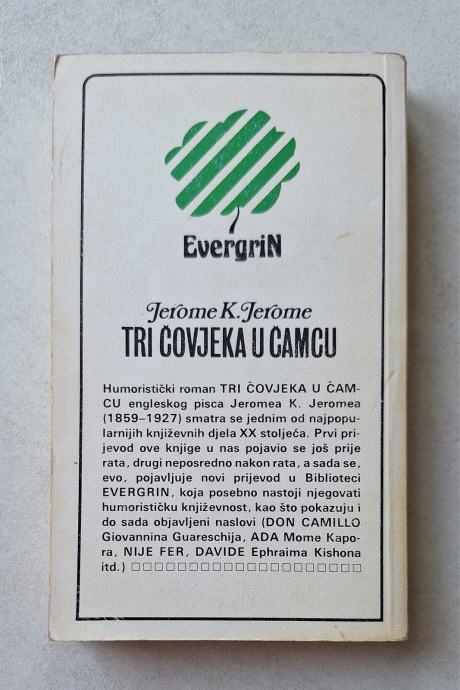 EvergriN
Jerome K. Jerome
TRI ČOVJEKA U ČAMCU
Humoristički roman TRI ČOVJEKA U ČAM-
CU engleskog pisca Jeromea K. Jeromea
(1859–1927) smatra se jednim od najpopu-
larnijih književnih djela XX stoljeća. Prvi pri-
jevod ove knjige u nas pojavio se još prije
rata, drugi neposredno nakon rata, a sada se,
evo, pojavljuje novi prijevod u Biblioteci
EVERGRIN, koja posebno nastoji njegovati
humorističku književnost, kao što pokazuju i
do sada objavljeni naslovi (DON CAMILLO
Giovannina Guareschija, ADA Mome Kapo-
ra, NIJE FER, DAVIDE Ephraima Kishona
itd.) □□□□□□□□□□□□□□□□□□□□